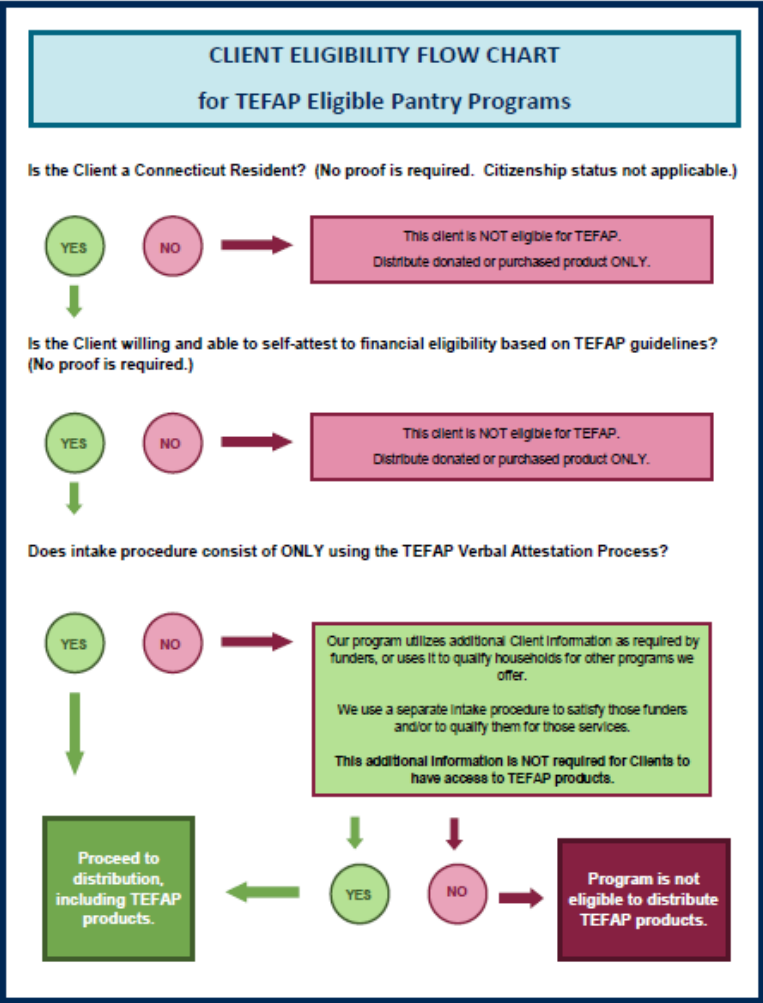 CLIENT ELIGIBILITY FLOW CHART
for TEFAP Eligible Pantry Programs
Is the Client a Connecticut Resident? (No proof is required. Citizenship status not applicable.)
YES
NO
This client is NOT eligible for TEFAP.
Distribute donated or purchased product ONLY.
Is the Client willing and able to self-attest to financial eligibility based on TEFAP guidelines?
(No proof is required.)
YES
NO
This client is NOT eligible for TEFAP.
Distribute donated or purchased product ONLY.
Does intake procedure consist of ONLY using the TEFAP Verbal Attestation Process?
YES
NO
Our program utilizes additional Client information as required by
funders, or uses it to qualify households for other programs we
offer.
We use a separate intake procedure to satisfy those funders
and/or to qualify them for those services.
This additional information is NOT required for Clients to
have access to TEFAP products.
Proceed to
distribution,
including TEFAP
products.
YES
NO
Program is not
eligible to distribute
TEFAP products.